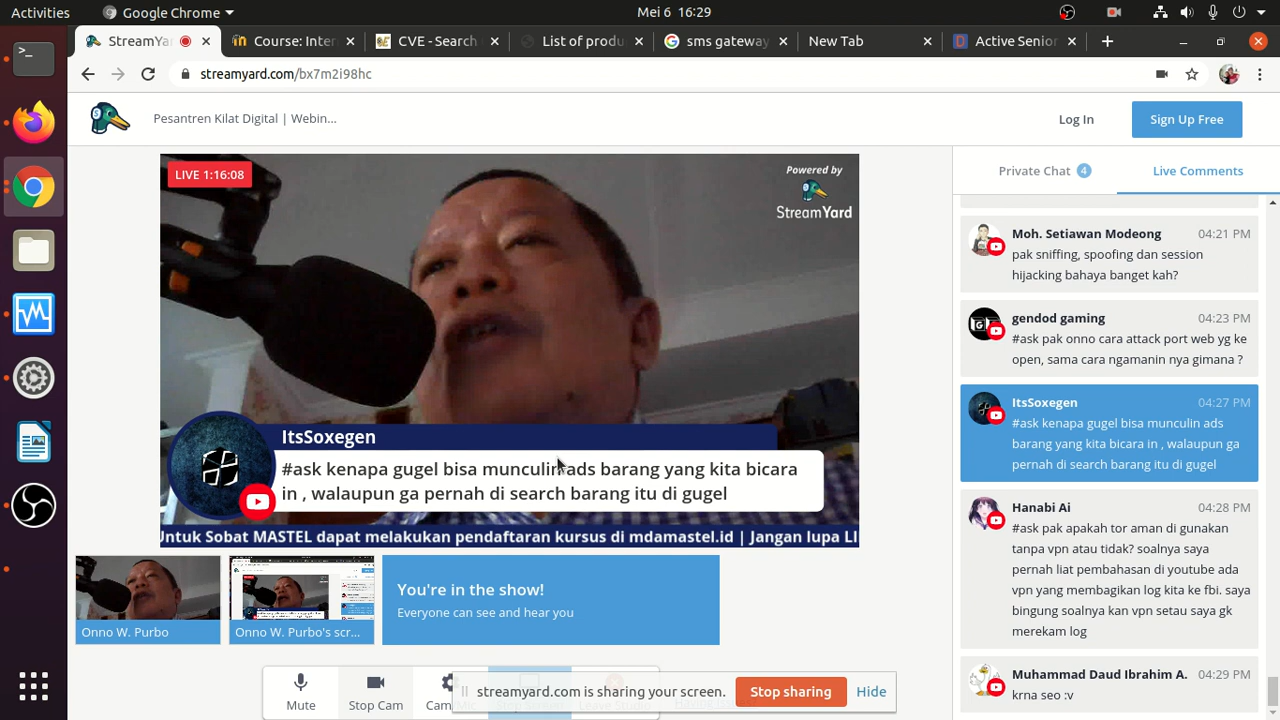 Activities
Google Chrome
Mei 6 16:29
StreamYar
Course: Inter
CVE - Search
List of produ
sms gateway
New Tab
Active Senior
streamyard.com/bx7m2i98hc
Pesantren Kilat Digital | Webin...
Log In
Sign Up Free
LIVE 1:16:08
Powered by
StreamYard
ItsSoxegen
#ask kenapa gugel bisa munculin ads barang yang kita bicara
in , walaupun ga pernah di search barang itu di gugel
Untuk Sobat MASTEL dapat melakukan pendaftaran kursus di mdamastel.id | Jangan lupa LI
Onno W. Purbo
Onno W. Purbo's scr...
You're in the show!
Everyone can see and hear you
Mute
Stop Cam
streamyard.com is sharing your screen.
Stop sharing
Hide
Private Chat 4
Live Comments
Moh. Setiawan Modeong 04:21 PM
pak sniffing, spoofing dan session
hijacking bahaya banget kah?
gendod gaming 04:23 PM
#ask pak onno cara attack port web yg ke
open, sama cara ngamanin nya gimana ?
ItsSoxegen 04:27 PM
#ask kenapa gugel bisa munculin ads
barang yang kita bicara in , walaupun ga
pernah di search barang itu di gugel
Hanabi Ai 04:28 PM
#ask pak apakah tor aman di gunakan
tanpa vpn atau tidak? soalnya saya
pernah liat pembahasan di youtube ada
vpn yang membagikan log kita ke fbi. saya
bingung soalnya kan vpn setau saya gk
merekam log
Muhammad Daud Ibrahim A. 04:29 PM
krna seo :v